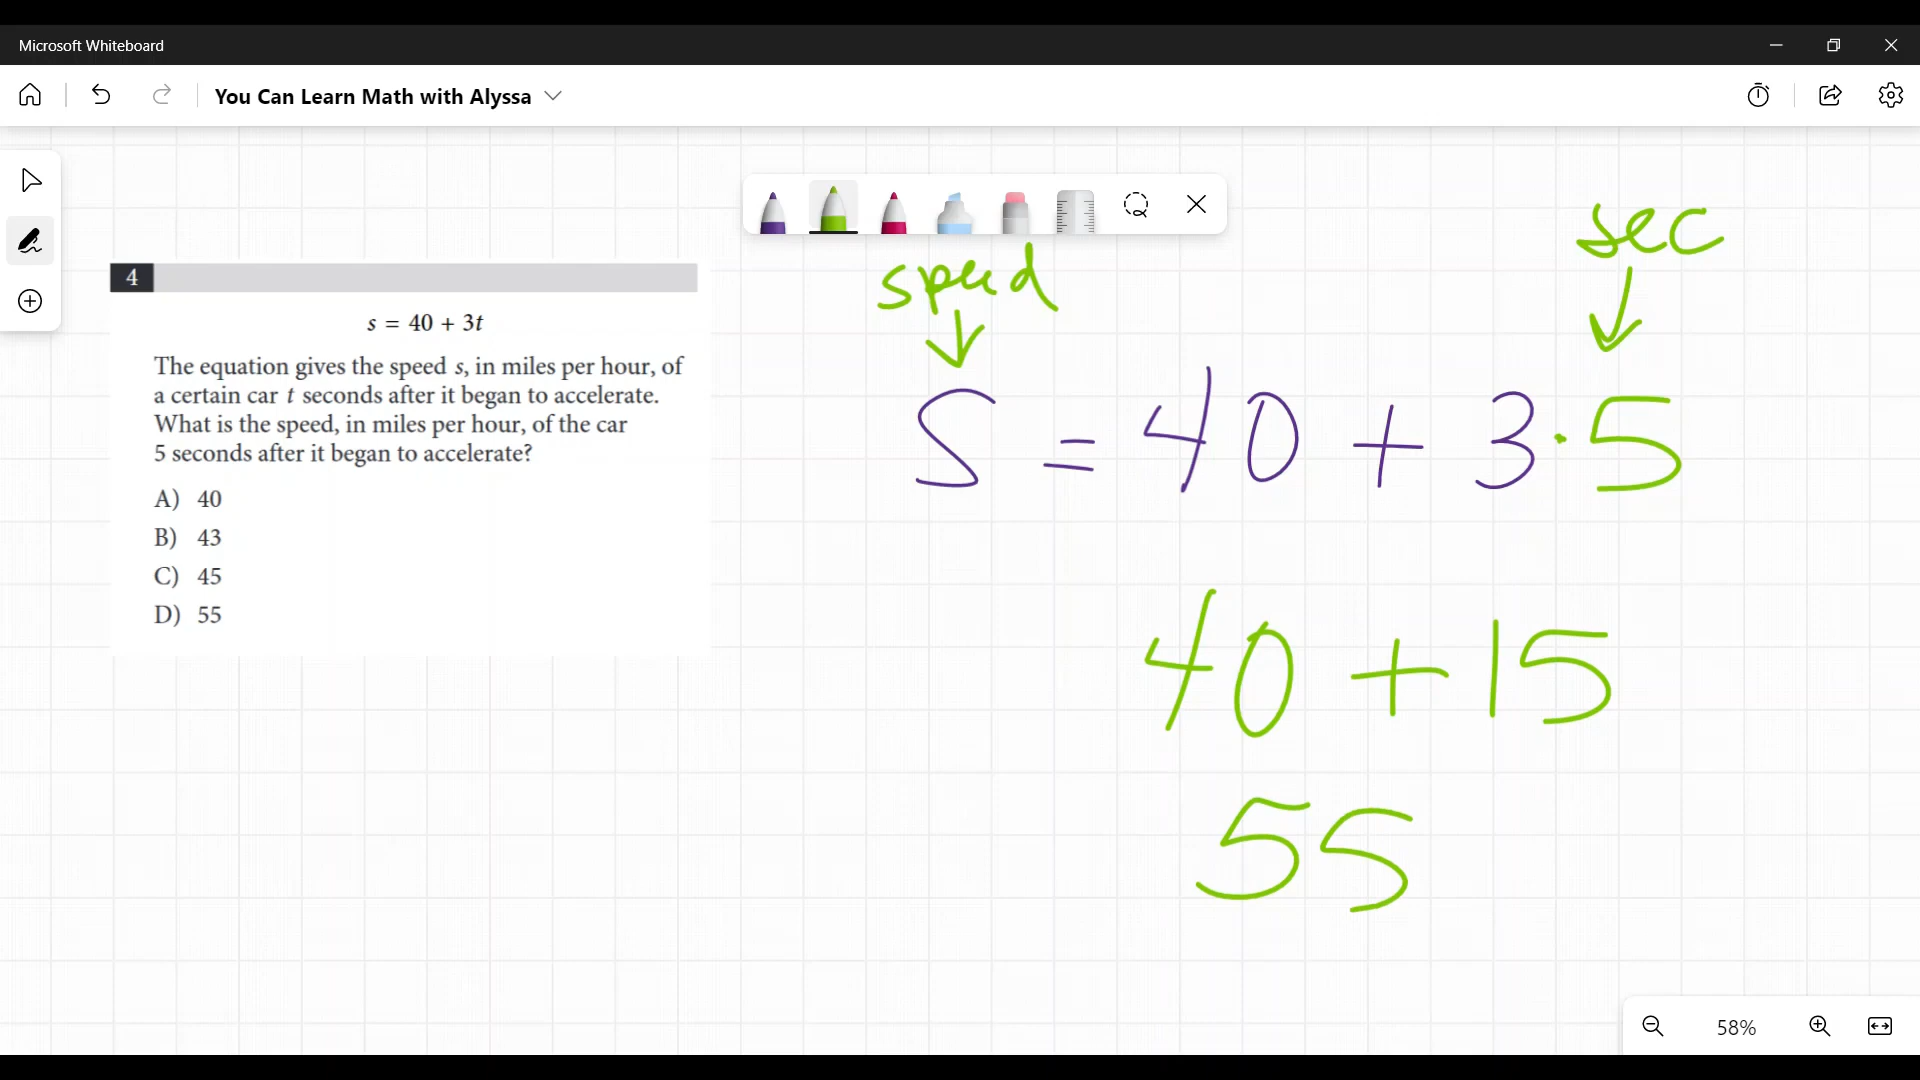 Microsoft Whiteboard
You Can Learn Math with Alyssa
4
s = 40 + 3t
The equation gives the speed s, in miles per hour, of
a certain car t seconds after it began to accelerate.
What is the speed, in miles per hour, of the car
5 seconds after it began to accelerate?
A) 40
B) 43
C) 45
D) 55
speed
sec
S = 40 + 3 · 5
40 + 15
55
58%